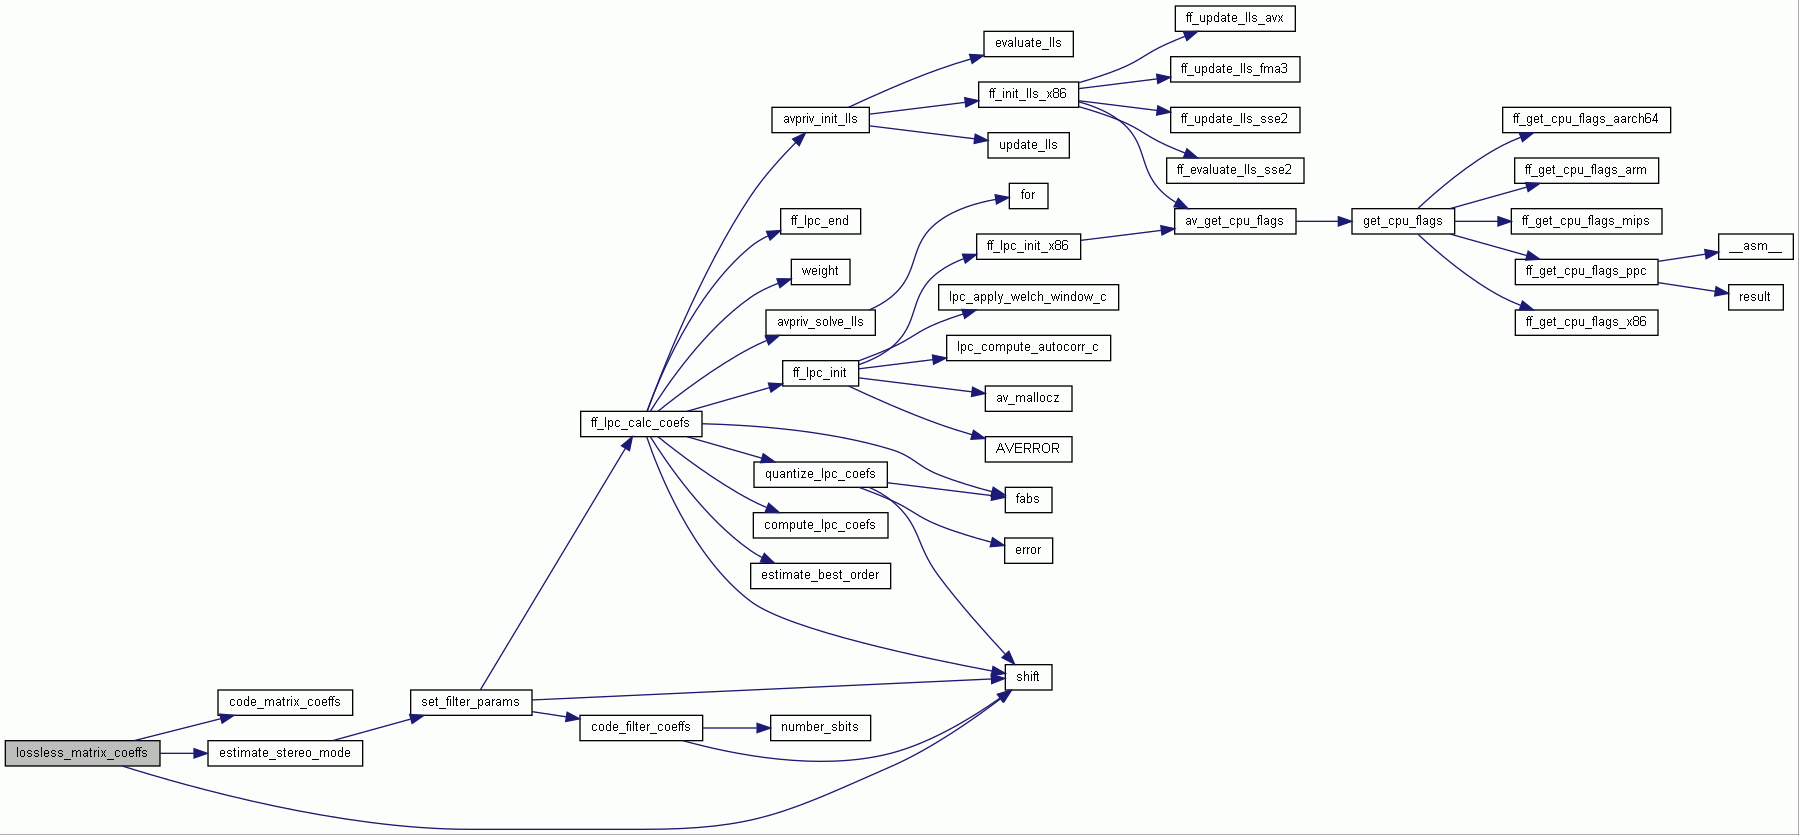 ff_update_lls_avx
evaluate_lls
ff_update_lls_fma3
ff_init_lls_x86
avpriv_init_lls
ff_update_lls_sse2
ff_get_cpu_flags_aarch64
update_lls
ff_evaluate_lls_sse2
ff_get_cpu_flags_arm
for
ff_lpc_end
av_get_cpu_flags
get_cpu_flags
ff_get_cpu_flags_mips
ff_lpc_init_x86
__asm__
weight
ff_get_cpu_flags_ppc
lpc_apply_welch_window_c
result
avpriv_solve_lls
ff_get_cpu_flags_x86
lpc_compute_autocorr_c
ff_lpc_init
av_mallocz
ff_lpc_calc_coefs
AVERROR
quantize_lpc_coefs
fabs
compute_lpc_coefs
error
estimate_best_order
shift
code_matrix_coeffs
set_filter_params
code_filter_coeffs
number_sbits
lossless_matrix_coeffs
estimate_stereo_mode